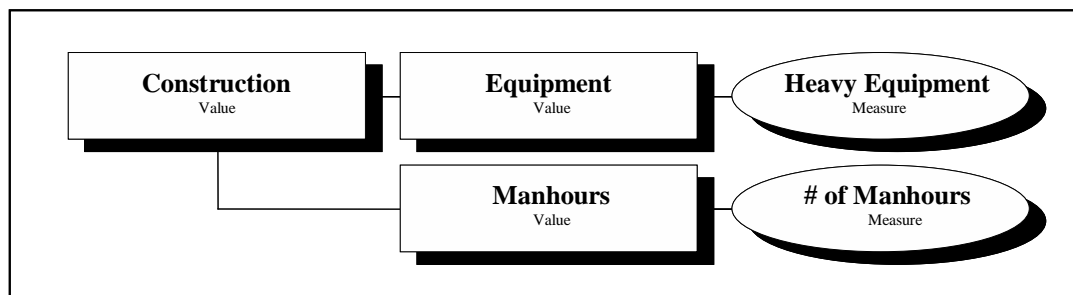 Construction
Value
Equipment
Value
Heavy Equipment
Measure
Manhours
Value
# of Manhours
Measure